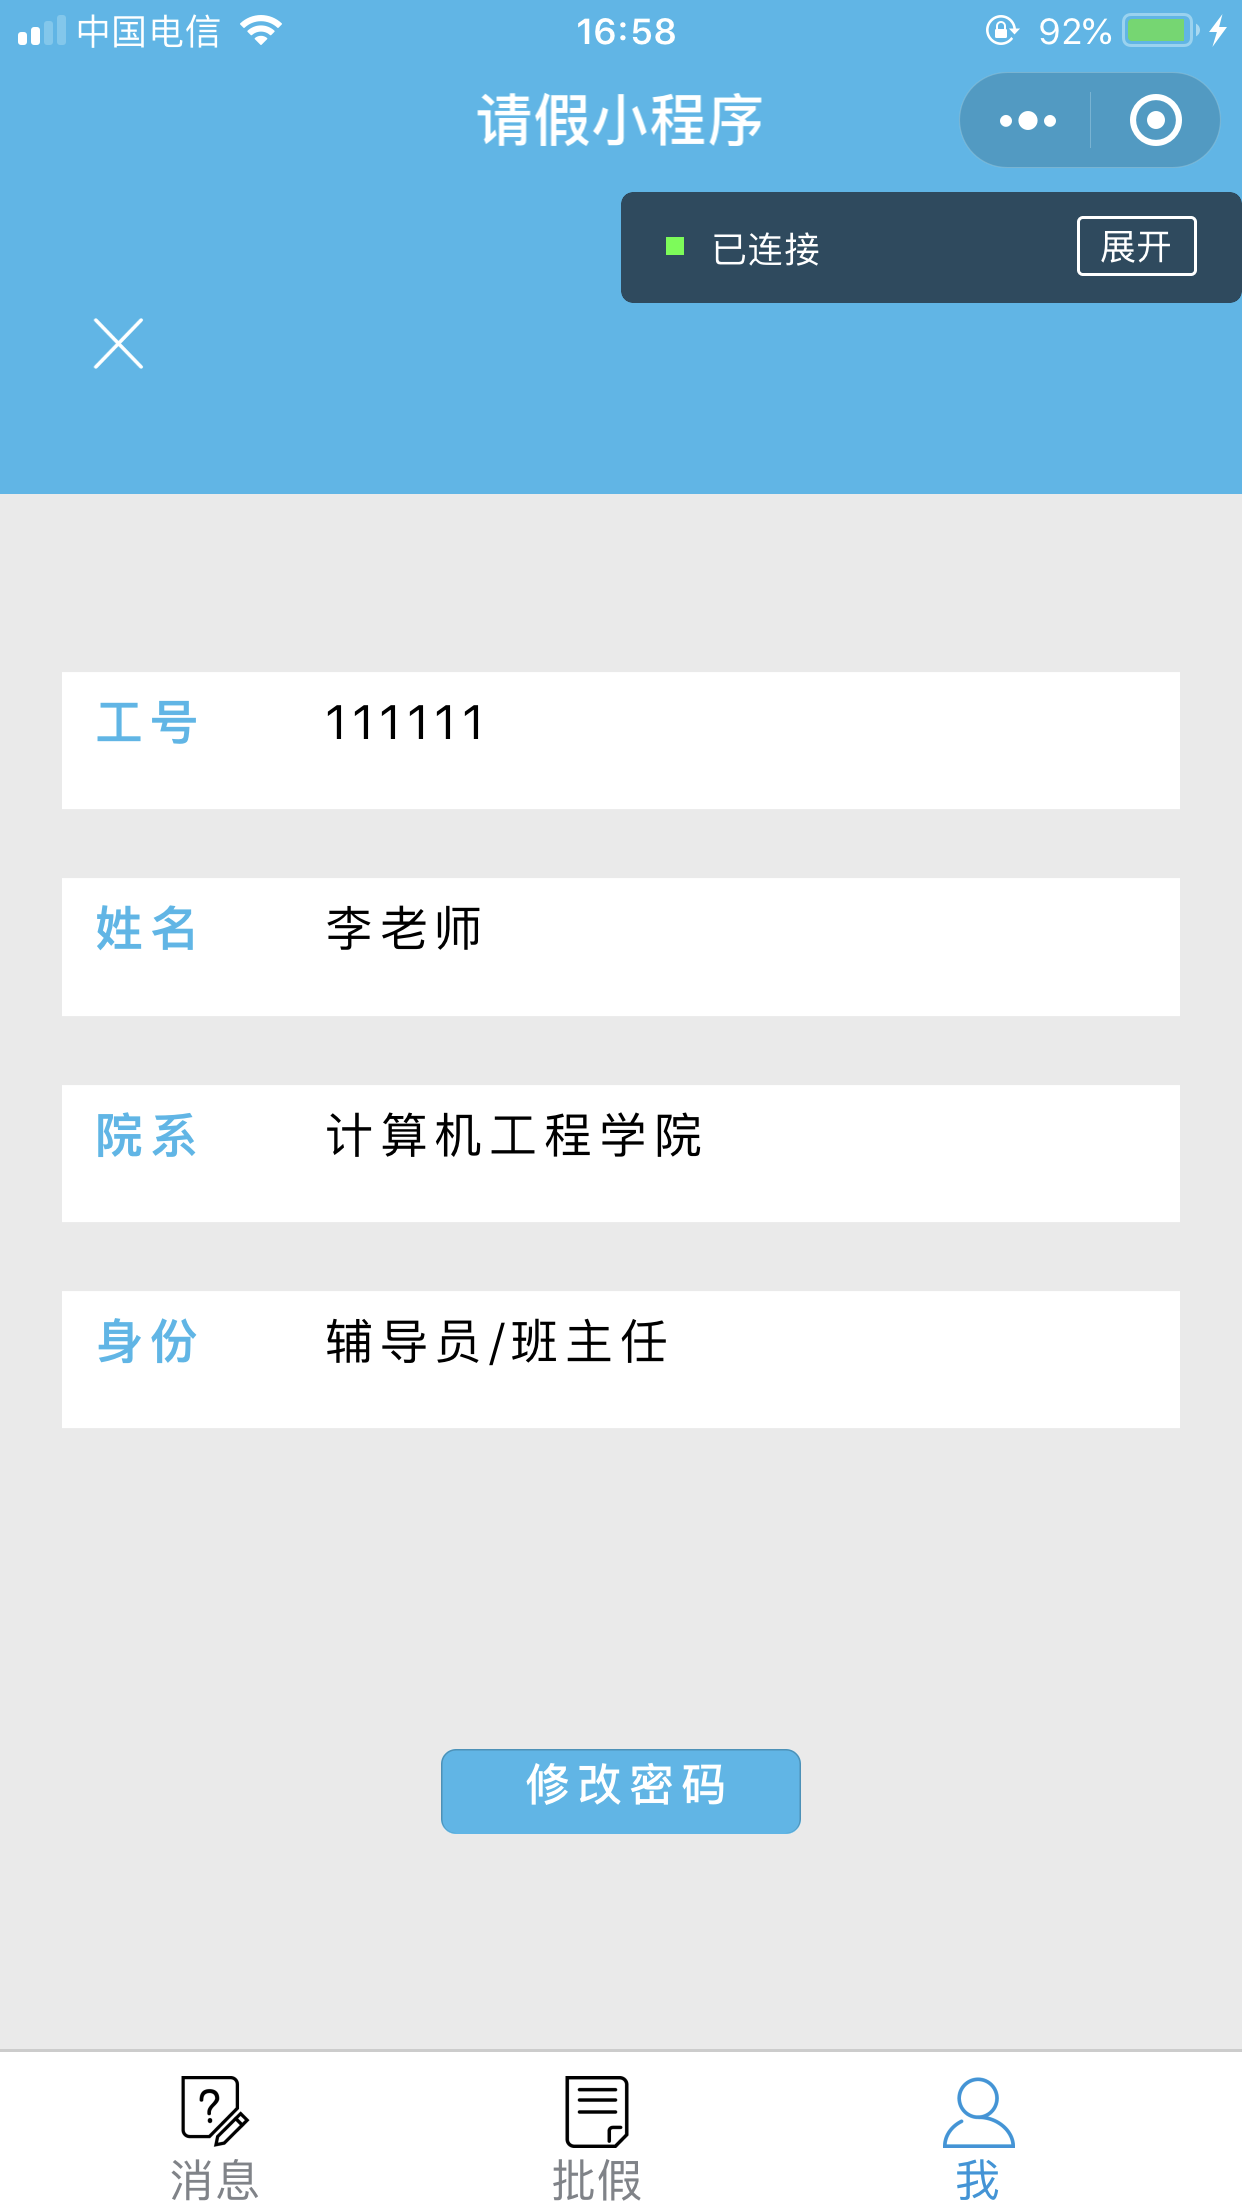 中国电信 16:58 92%
请假小程序
已连接 展开
工号 111111
姓名 李老师
院系 计算机工程学院
身份 辅导员/班主任
修改密码
消息 批假 我